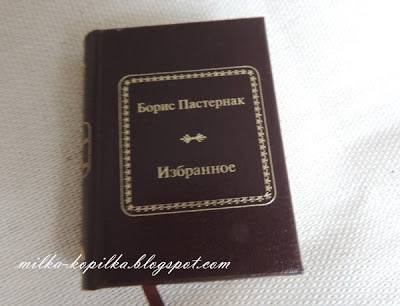 Борис Пастернак
Избранное
milka-kopilka.blogspot.com